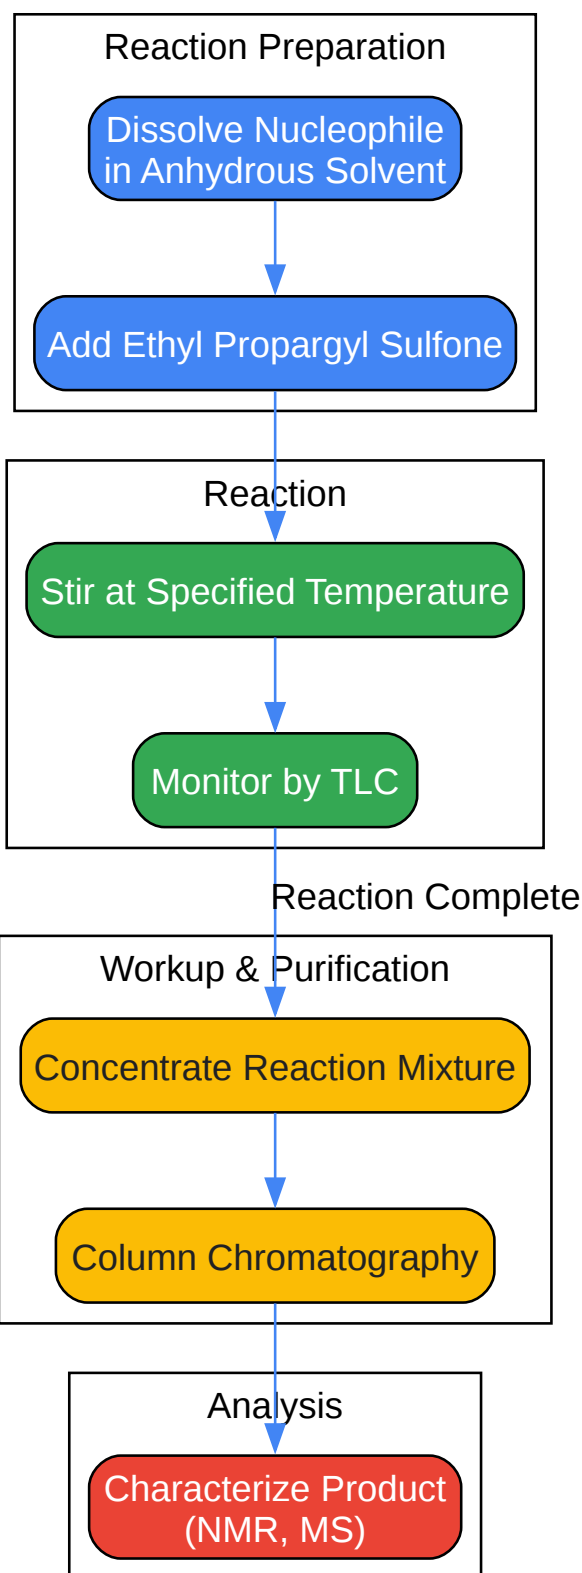 Reaction Preparation
Dissolve Nucleophile
in Anhydrous Solvent
Add Ethyl Propargyl Sulfone
Reaction
Stir at Specified Temperature
Monitor by TLC
Reaction Complete
Workup & Purification
Concentrate Reaction Mixture
Column Chromatography
Analysis
Characterize Product
(NMR, MS)